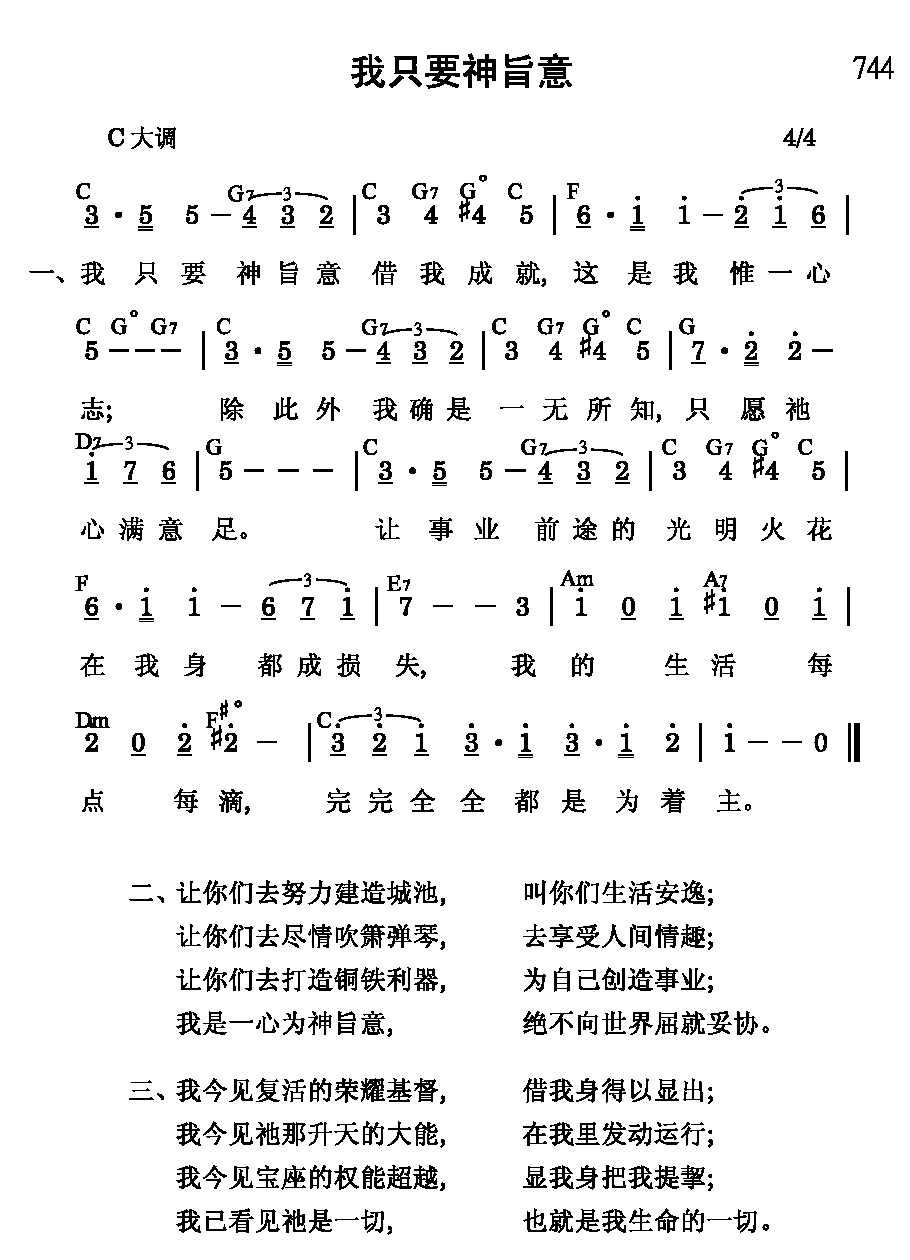 我只要神旨意 744
C大调 4/4
C G7 3 C G7 G° C F 3
3 · 5 5 - 4 3 2 | 3 4 #4 5 | 6 · i i - 2̇ i 6 |
一、我 只 要 神 旨 意 借 我 成 就, 这 是 我 惟 一 心
C G° G7 C G7 3 C G7 G° C G
5 - - - | 3 · 5 5 - 4 3 2 | 3 4 #4 5 | 7 · 2̇ 2̇ -
志; 除 此 外 我 确 是 一 无 所 知, 只 愿 祂
D7 3 G C G7 3 C G7 G° C
i 7 6 | 5 - - - | 3 · 5 5 - 4 3 2 | 3 4 #4 5 |
心 满 意 足。 让 事 业 前 途 的 光 明 火 花
F 3 E7 Am A7
6 · i i - 6 7 i | 7 - - 3 | i 0 i #i 0 i |
在 我 身 都 成 损 失, 我 的 生 活 每
Dm F#° C 3
2̇ 0 2̇ #2̇ - | 3̇ 2̇ i 3̇ · i 3̇ · i 2̇ | i - - 0 ‖
点 每 滴, 完 完 全 全 都 是 为 着 主。
二、让你们去努力建造城池, 叫你们生活安逸;
让你们去尽情吹箫弹琴, 去享受人间情趣;
让你们去打造铜铁利器, 为自己创造事业;
我是一心为神旨意, 绝不向世界屈就妥协。
三、我今见复活的荣耀基督, 借我身得以显出;
我今见祂那升天的大能, 在我里发动运行;
我今见宝座的权能超越, 显我身把我提挈;
我已看见祂是一切, 也就是我生命的一切。